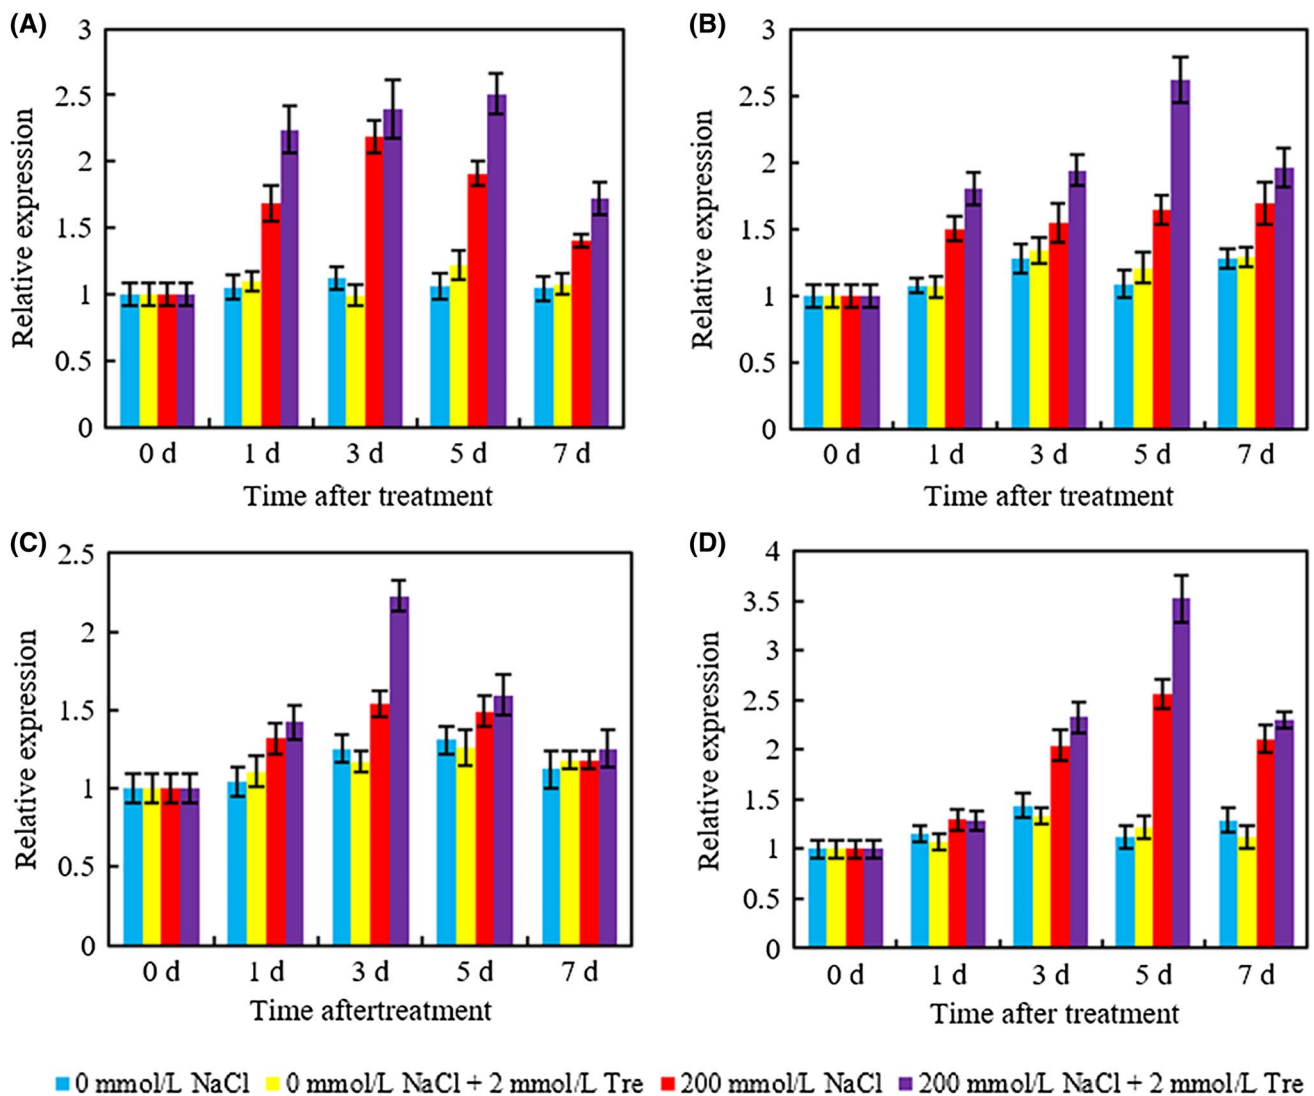 (A)
3
2.5
2
1.5
1
0.5
0
Relative expression
0 d 1 d 3 d 5 d 7 d
Time after treatment
(B)
3
2.5
2
1.5
1
0.5
0
Relative expression
0 d 1 d 3 d 5 d 7 d
Time after treatment
(C)
2.5
2
1.5
1
0.5
0
Relative expression
0 d 1 d 3 d 5 d 7 d
Time aftertreatment
(D)
4
3.5
3
2.5
2
1.5
1
0.5
0
Relative expression
0 d 1 d 3 d 5 d 7 d
Time after treatment
0 mmol/L NaCl 0 mmol/L NaCl + 2 mmol/L Tre 200 mmol/L NaCl 200 mmol/L NaCl + 2 mmol/L Tre